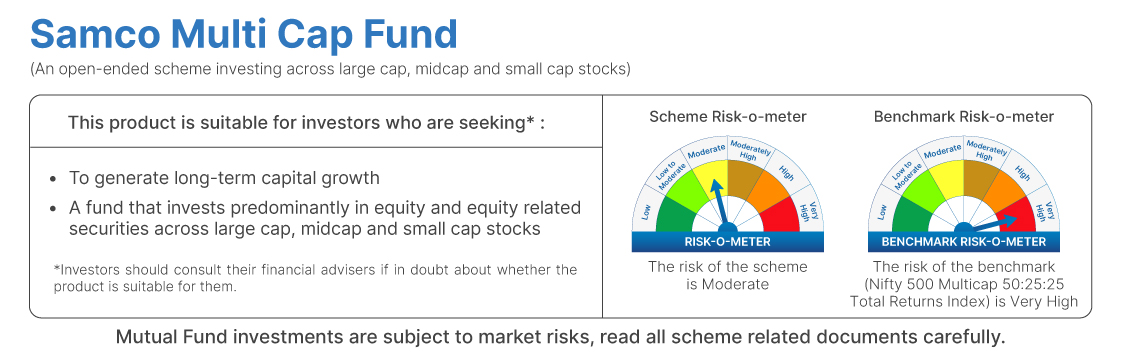 Samco Multi Cap Fund
(An open-ended scheme investing across large cap, midcap and small cap stocks)
This product is suitable for investors who are seeking* :
• To generate long-term capital growth
• A fund that invests predominantly in equity and equity related
securities across large cap, midcap and small cap stocks
*Investors should consult their financial advisers if in doubt about whether the
product is suitable for them.
Scheme Risk-o-meter
Low
Low to
Moderate
Moderate
Moderately
High
High
Very
High
RISK-O-METER
The risk of the scheme
is Moderate
Benchmark Risk-o-meter
Low
Low to
Moderate
Moderate
Moderately
High
High
Very
High
BENCHMARK RISK-O-METER
The risk of the benchmark
(Nifty 500 Multicap 50:25:25
Total Returns Index) is Very High
Mutual Fund investments are subject to market risks, read all scheme related documents carefully.